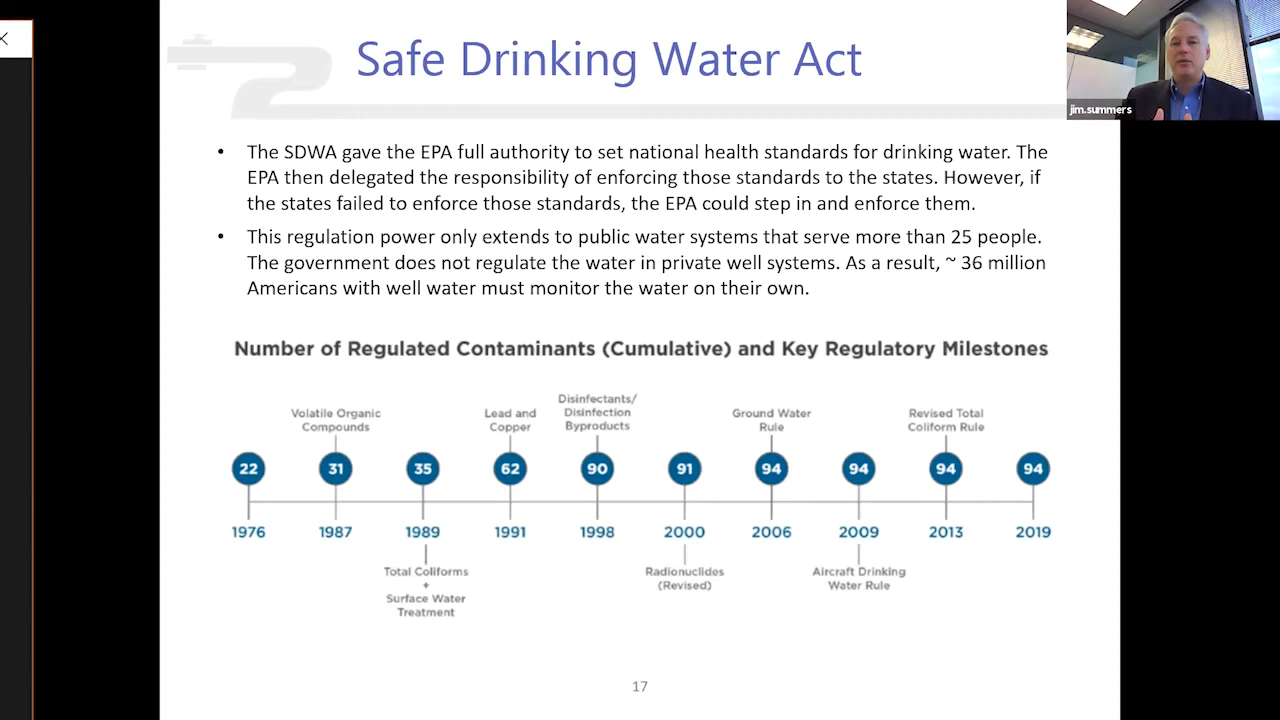 Safe Drinking Water Act
jim.summers
• The SDWA gave the EPA full authority to set national health standards for drinking water. The
EPA then delegated the responsibility of enforcing those standards to the states. However, if
the states failed to enforce those standards, the EPA could step in and enforce them.
• This regulation power only extends to public water systems that serve more than 25 people.
The government does not regulate the water in private well systems. As a result, ~ 36 million
Americans with well water must monitor the water on their own.
Number of Regulated Contaminants (Cumulative) and Key Regulatory Milestones
Volatile Organic
Compounds
Lead and
Copper
Disinfectants/
Disinfection
Byproducts
Ground Water
Rule
Revised Total
Coliform Rule
22 31 35 62 90 91 94 94 94 94
1976 1987 1989 1991 1998 2000 2006 2009 2013 2019
Total Coliforms
+
Surface Water
Treatment
Radionuclides
(Revised)
Aircraft Drinking
Water Rule
17